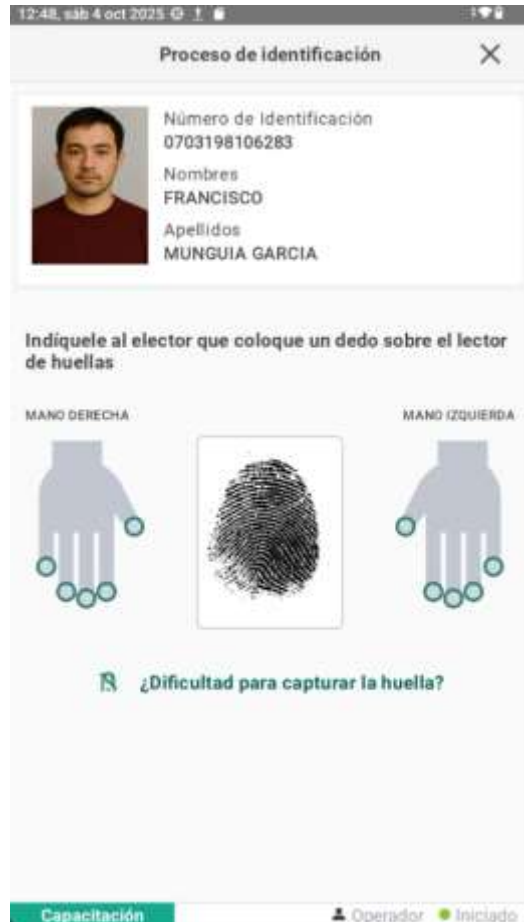 12:48, sáb 4 oct 2025
Proceso de identificación
Número de Identificación
0703198106283
Nombres
FRANCISCO
Apellidos
MUNGUIA GARCIA
Indíquele al elector que coloque un dedo sobre el lector
de huellas
MANO DERECHA
MANO IZQUIERDA
¿Dificultad para capturar la huella?
Capacitación
Operador
Iniciado